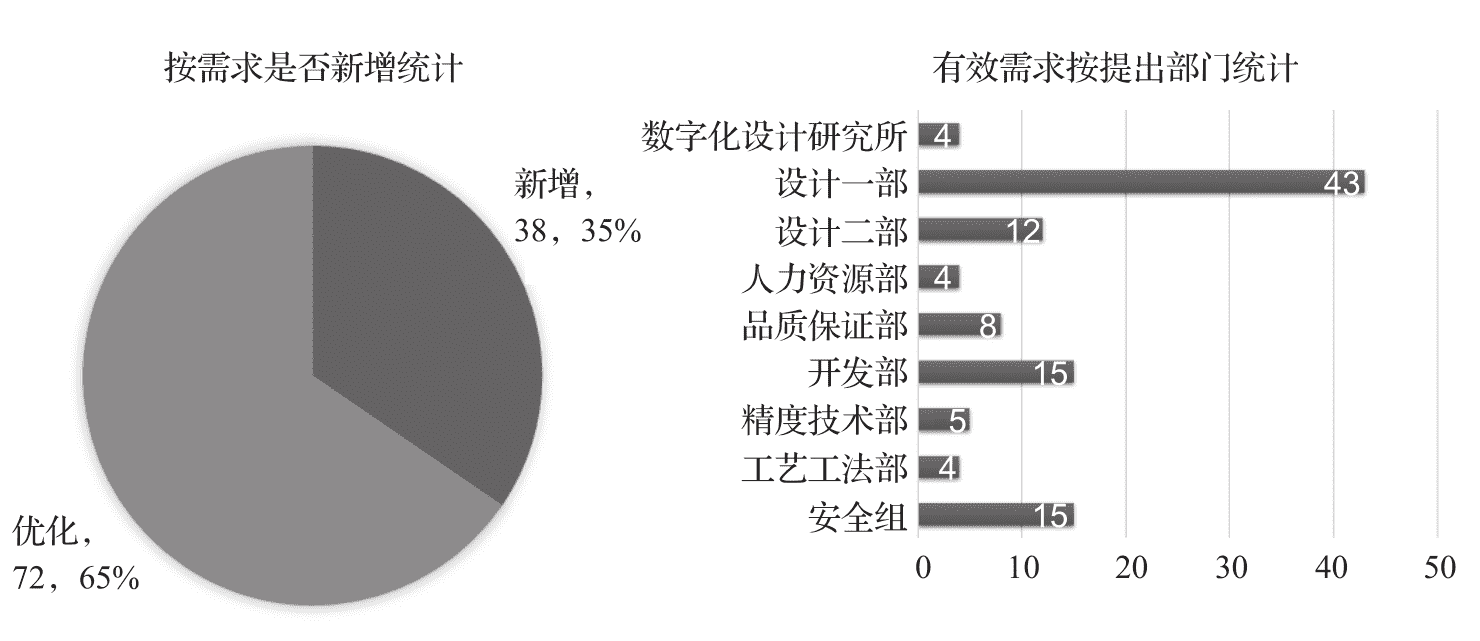 按需求是否新增统计
新增，
38，35%
优化，
72，65%
有效需求按提出部门统计
数字化设计研究所 4
设计一部 43
设计二部 12
人力资源部 4
品质保证部 8
开发部 15
精度技术部 5
工艺工法部 4
安全组 15
0 10 20 30 40 50